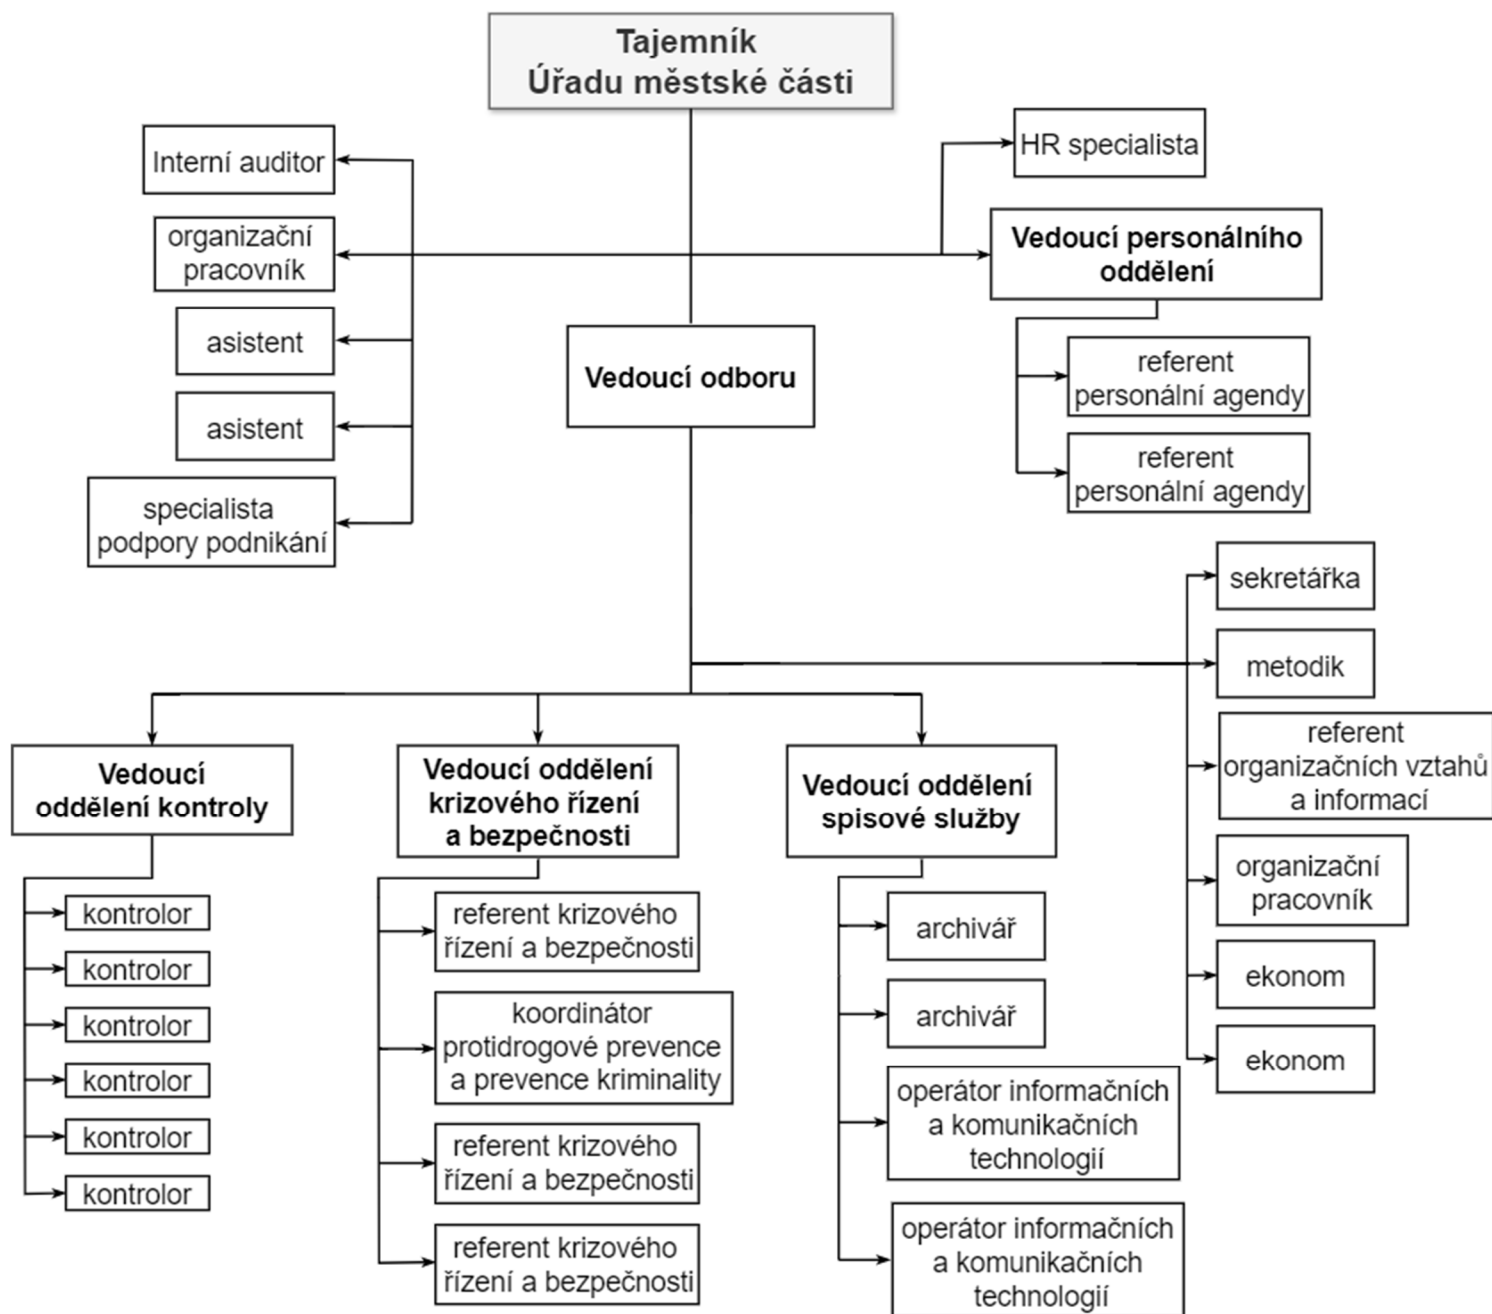 Tajemník
Úřadu městské části
Interní auditor
organizační
pracovník
asistent
asistent
specialista
podpory podnikání
HR specialista
Vedoucí personálního
oddělení
referent
personální agendy
referent
personální agendy
Vedoucí odboru
sekretářka
metodik
referent
organizačních vztahů
a informací
organizační
pracovník
ekonom
ekonom
Vedoucí
oddělení kontroly
kontrolor
kontrolor
kontrolor
kontrolor
kontrolor
kontrolor
Vedoucí oddělení
krizového řízení
a bezpečnosti
referent krizového
řízení a bezpečnosti
koordinátor
protidrogové prevence
a prevence kriminality
referent krizového
řízení a bezpečnosti
referent krizového
řízení a bezpečnosti
Vedoucí oddělení
spisové služby
archivář
archivář
operátor informačních
a komunikačních
technologií
operátor informačních
a komunikačních
technologií